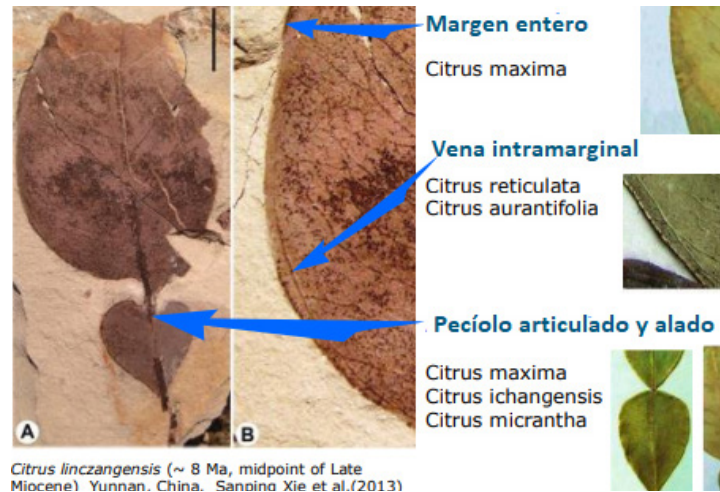 Margen entero
Citrus maxima
Vena intramarginal
Citrus reticulata
Citrus aurantifolia
Pecíolo articulado y alado
Citrus maxima
Citrus ichangensis
Citrus micrantha
A
B
Citrus linczangensis (~ 8 Ma, midpoint of Late
Miocene) Yunnan, China. Sanping Xie et al.(2013)